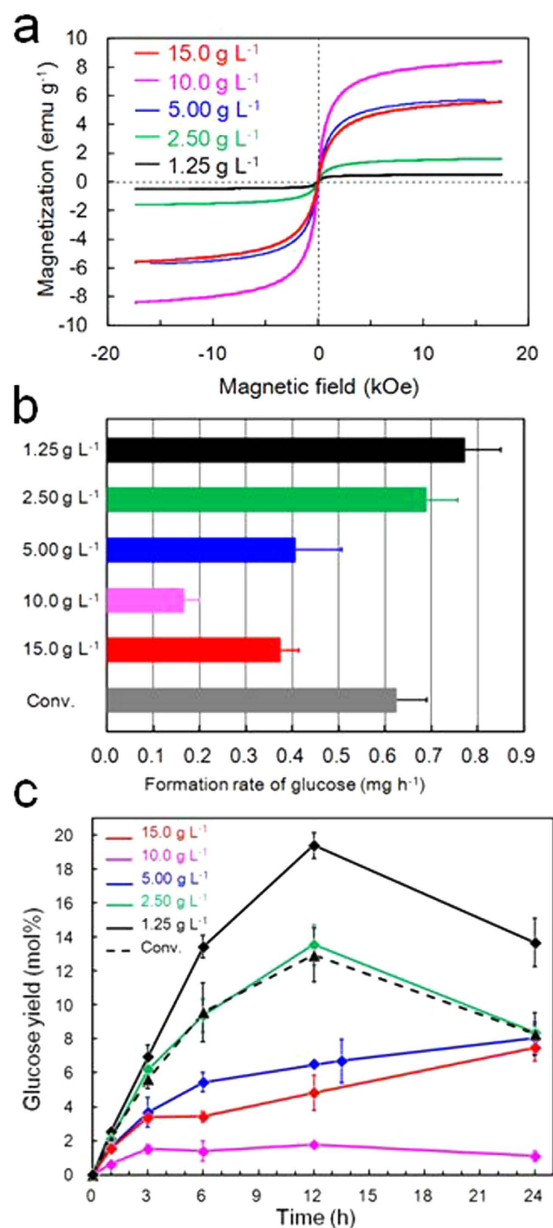 a
10
8
6
4
2
0
-2
-4
-6
-8
-10
15.0 g L⁻¹
10.0 g L⁻¹
5.00 g L⁻¹
2.50 g L⁻¹
1.25 g L⁻¹
Magnetization (emu g⁻¹)
-20 -10 0 10 20
Magnetic field (kOe)
b
1.25 g L⁻¹
2.50 g L⁻¹
5.00 g L⁻¹
10.0 g L⁻¹
15.0 g L⁻¹
Conv.
0.0 0.1 0.2 0.3 0.4 0.5 0.6 0.7 0.8 0.9
Formation rate of glucose (mg h⁻¹)
c
20
18
16
14
12
10
8
6
4
2
0
15.0 g L⁻¹
10.0 g L⁻¹
5.00 g L⁻¹
2.50 g L⁻¹
1.25 g L⁻¹
Conv.
Glucose yield (mol%)
0 3 6 9 12 15 18 21 24
Time (h)